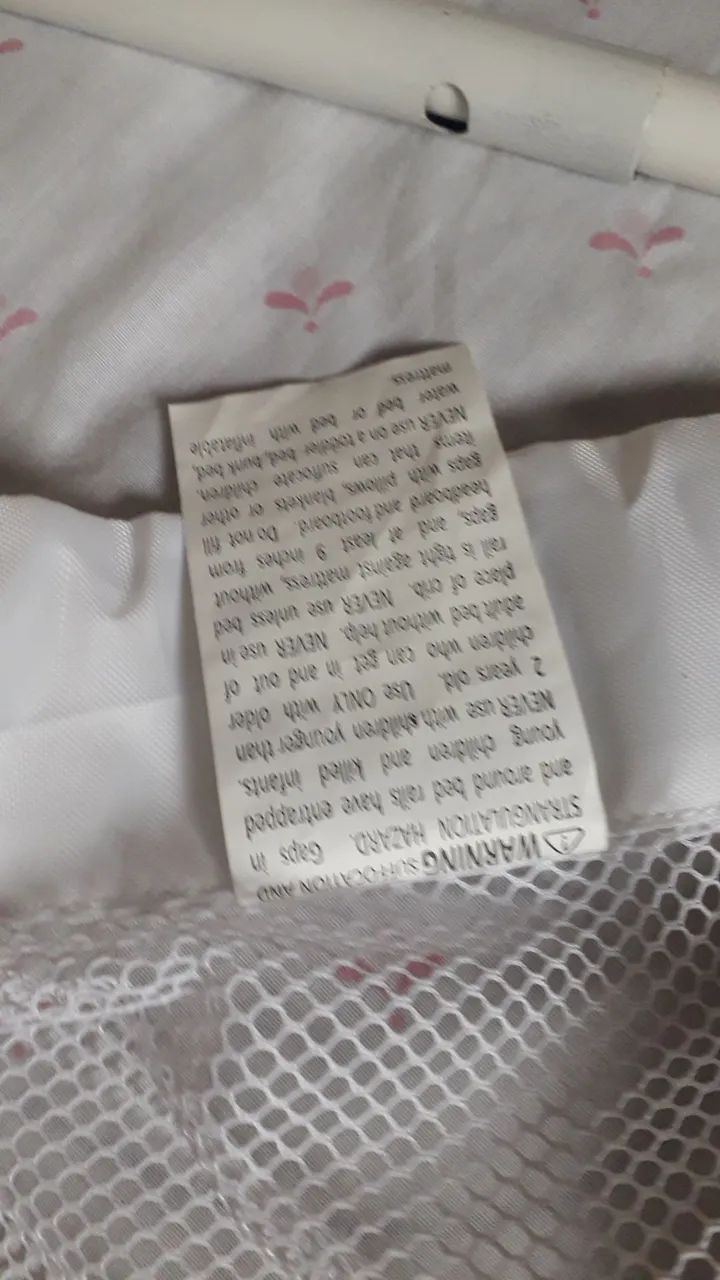 ⚠ WARNING SUFFOCATION AND
STRANGULATION HAZARD. Gaps in
and around bed rails have entrapped
young children and killed infants.
NEVER use with children younger than
2 years old. Use ONLY with older
children who can get in and out of
adult bed without help. NEVER use in
place of crib. NEVER use unless bed
rail is tight against mattress, without
gaps, and at least 9 inches from
headboard and footboard. Do not fill
gaps with pillows, blankets or other
items that can suffocate children.
NEVER use on a toddler bed, bunk bed,
water bed or bed with inflatable
mattress.